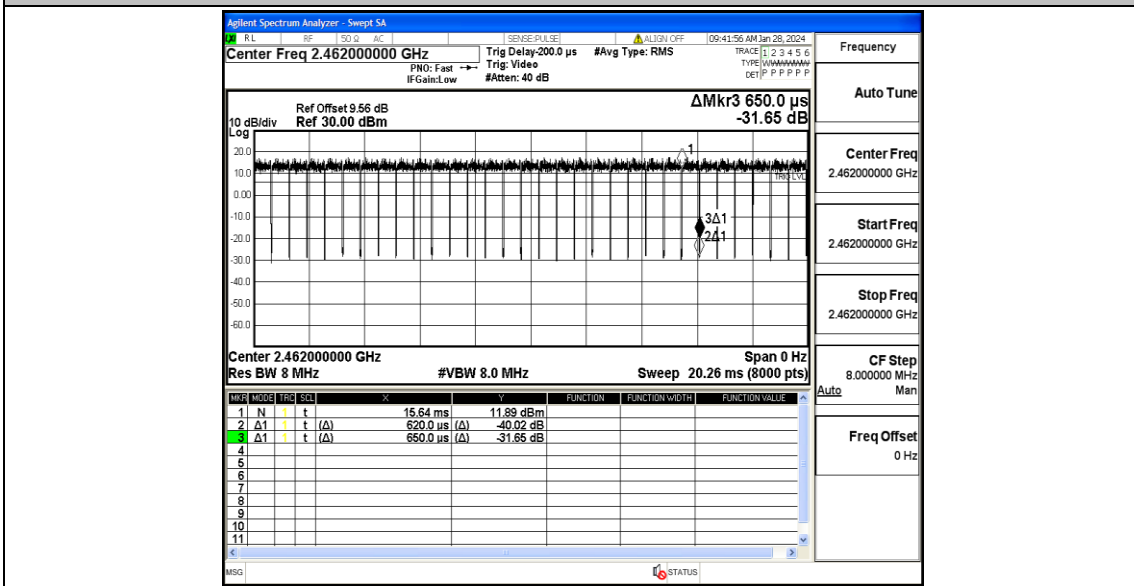 Agilent Spectrum Analyzer - Swept SA
RL RF 50 Ω AC SENSE:PULSE ALIGN OFF 09:41:56 AM Jan 28, 2024
Center Freq 2.462000000 GHz
PNO: Fast
IFGain:Low
Trig Delay-200.0 µs
Trig: Video
#Atten: 40 dB
#Avg Type: RMS
TRACE 1 2 3 4 5 6
TYPE
DET P P P P P P
ΔMkr3 650.0 µs
-31.65 dB
Ref Offset 9.56 dB
Ref 30.00 dBm
10 dB/div
Log
20.0
10.0
0.00
-10.0
-20.0
-30.0
-40.0
-50.0
-60.0
1
TRIG LVL
3Δ1
2Δ1
Center 2.462000000 GHz Span 0 Hz
Res BW 8 MHz #VBW 8.0 MHz Sweep 20.26 ms (8000 pts)
MKR MODE TRC SCL X Y FUNCTION FUNCTION WIDTH FUNCTION VALUE
1 N 1 t 15.64 ms 11.89 dBm
2 Δ1 1 t (Δ) 620.0 µs (Δ) -40.02 dB
3 Δ1 1 t (Δ) 650.0 µs (Δ) -31.65 dB
4
5
6
7
8
9
10
11
MSG STATUS
Frequency
Auto Tune
Center Freq
2.462000000 GHz
Start Freq
2.462000000 GHz
Stop Freq
2.462000000 GHz
CF Step
8.000000 MHz
Auto Man
Freq Offset
0 Hz